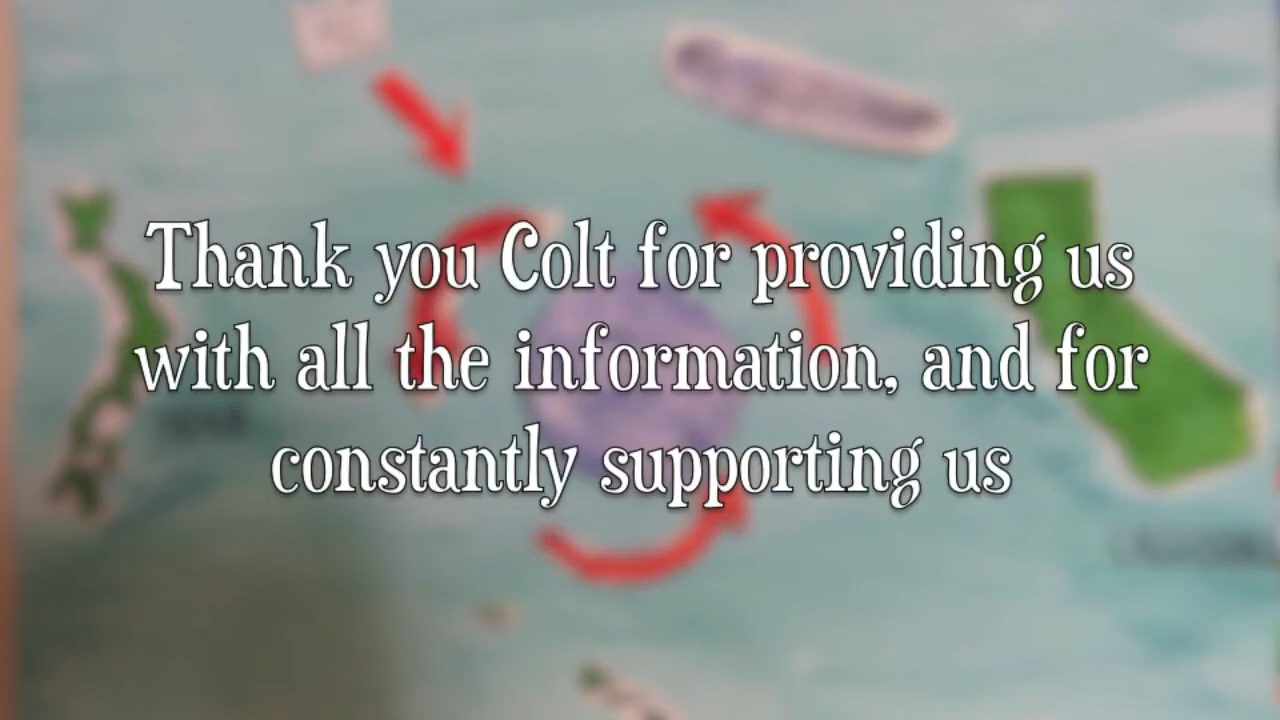 Thank you Colt for providing us
with all the information, and for
constantly supporting us